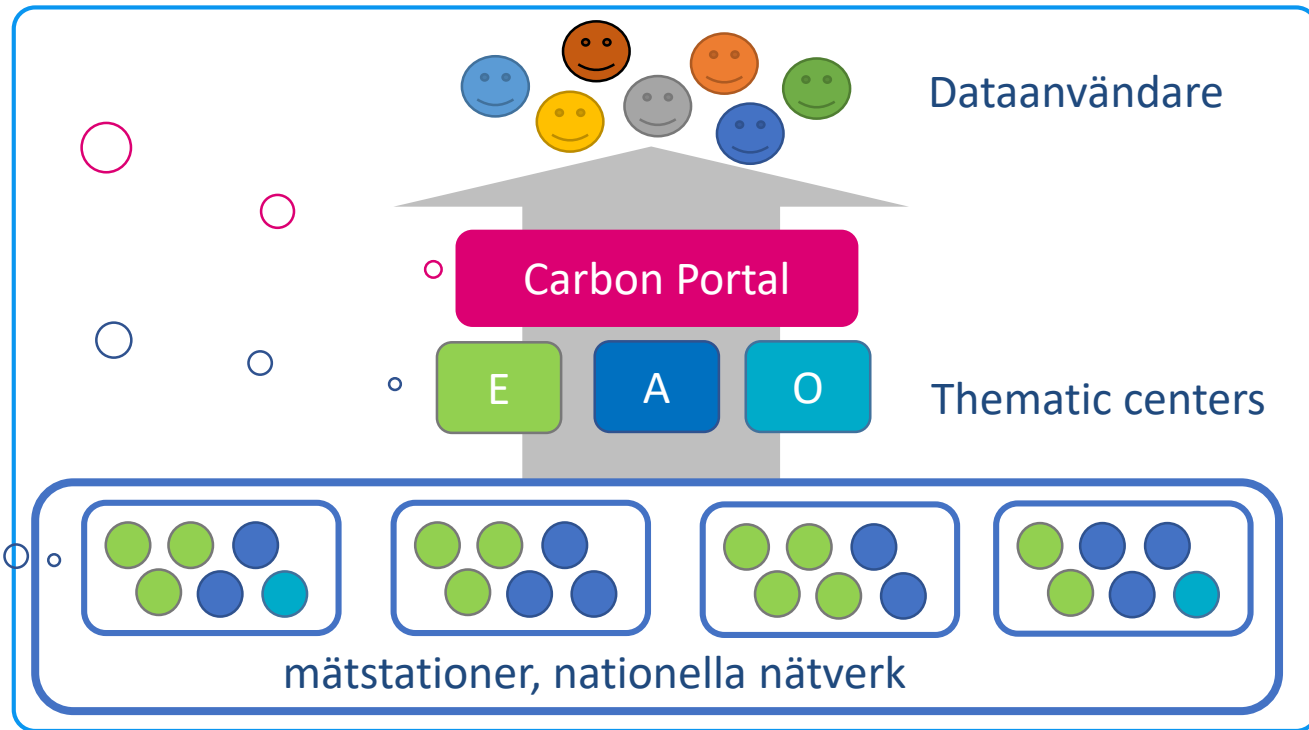 Dataanvändare
Carbon Portal
E A O
Thematic centers
mätstationer, nationella nätverk